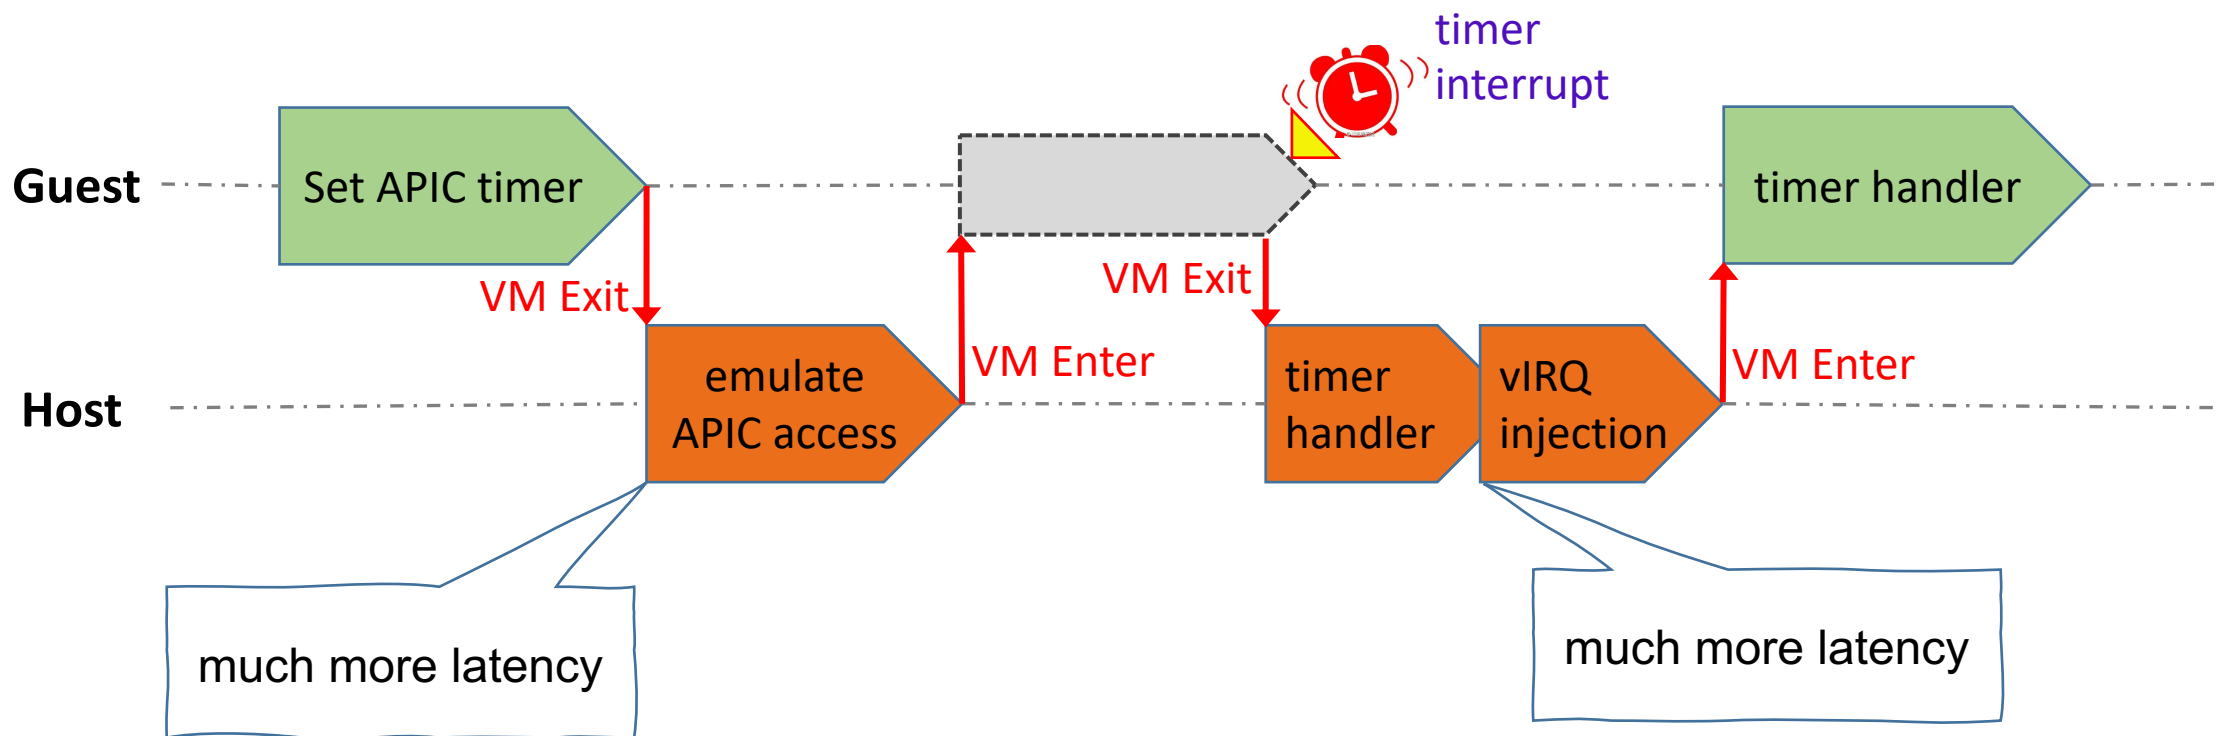 timer
interrupt
Guest
Set APIC timer
timer handler
VM Exit
VM Exit
VM Enter
VM Enter
Host
emulate
APIC access
timer
handler
vIRQ
injection
much more latency
much more latency